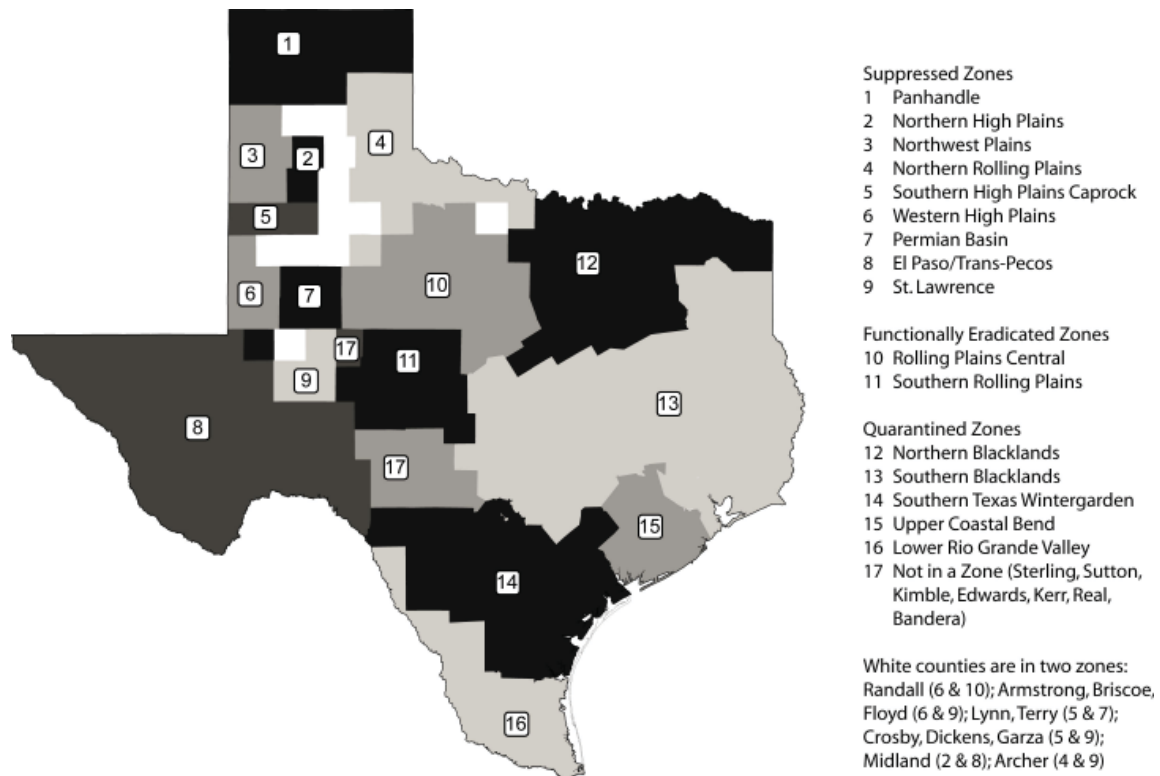 1
4
3
2
5
12
6
7
10
17
11
9
13
8
17
15
14
16
Suppressed Zones
1 Panhandle
2 Northern High Plains
3 Northwest Plains
4 Northern Rolling Plains
5 Southern High Plains Caprock
6 Western High Plains
7 Permian Basin
8 El Paso/Trans-Pecos
9 St. Lawrence
Functionally Eradicated Zones
10 Rolling Plains Central
11 Southern Rolling Plains
Quarantined Zones
12 Northern Blacklands
13 Southern Blacklands
14 Southern Texas Wintergarden
15 Upper Coastal Bend
16 Lower Rio Grande Valley
17 Not in a Zone (Sterling, Sutton,
Kimble, Edwards, Kerr, Real,
Bandera)
White counties are in two zones:
Randall (6 & 10); Armstrong, Briscoe,
Floyd (6 & 9); Lynn, Terry (5 & 7);
Crosby, Dickens, Garza (5 & 9);
Midland (2 & 8); Archer (4 & 9)